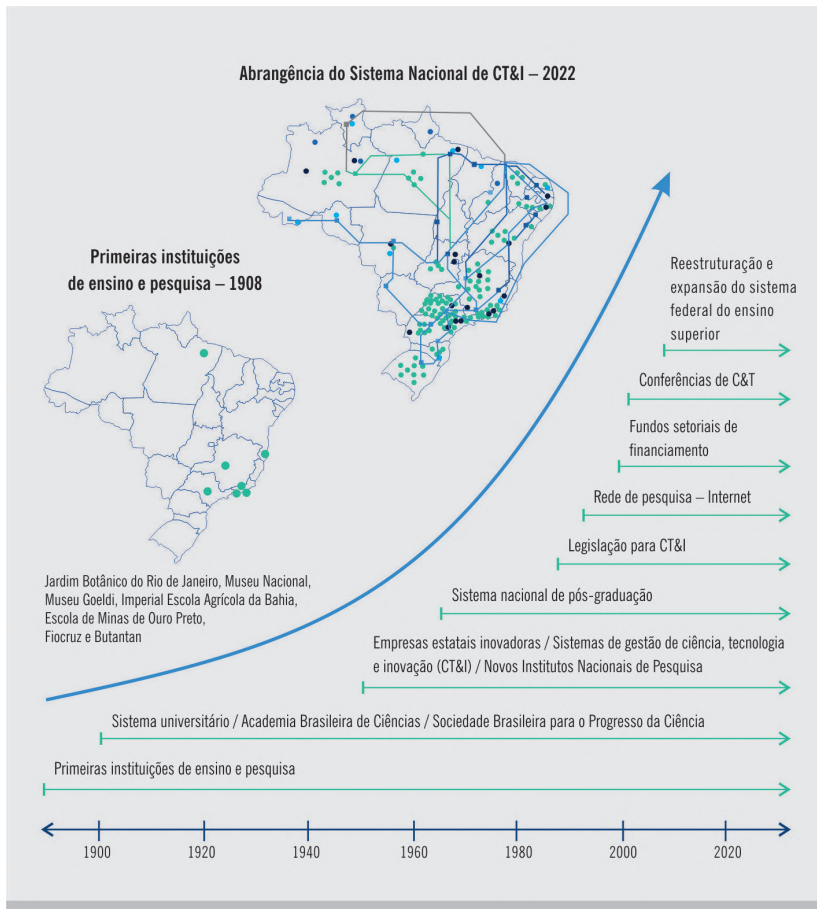 Abrangência do Sistema Nacional de CT&I – 2022
Primeiras instituições
de ensino e pesquisa – 1908
Jardim Botânico do Rio de Janeiro, Museu Nacional,
Museu Goeldi, Imperial Escola Agrícola da Bahia,
Escola de Minas de Ouro Preto,
Fiocruz e Butantan
Reestruturação e
expansão do sistema
federal do ensino
superior
Conferências de C&T
Fundos setoriais de
financiamento
Rede de pesquisa – Internet
Legislação para CT&I
Sistema nacional de pós-graduação
Empresas estatais inovadoras / Sistemas de gestão de ciência, tecnologia
e inovação (CT&I) / Novos Institutos Nacionais de Pesquisa
Sistema universitário / Academia Brasileira de Ciências / Sociedade Brasileira para o Progresso da Ciência
Primeiras instituições de ensino e pesquisa
1900 1920 1940 1960 1980 2000 2020